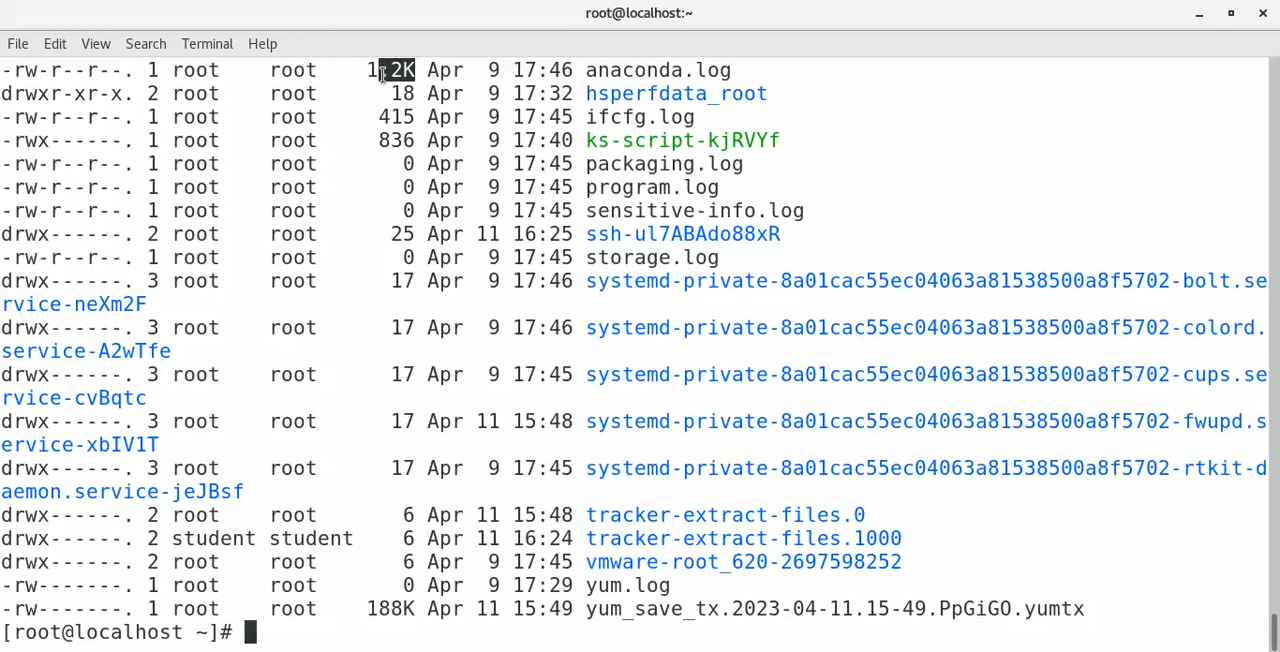 root@localhost:~
File Edit View Search Terminal Help
-rw-r--r--. 1 root    root    1.2K Apr  9 17:46 anaconda.log
drwxr-xr-x. 2 root    root      18 Apr  9 17:32 hsperfdata_root
-rw-r--r--. 1 root    root     415 Apr  9 17:45 ifcfg.log
-rwx------. 1 root    root     836 Apr  9 17:40 ks-script-kjRVYf
-rw-r--r--. 1 root    root       0 Apr  9 17:45 packaging.log
-rw-r--r--. 1 root    root       0 Apr  9 17:45 program.log
-rw-r--r--. 1 root    root       0 Apr  9 17:45 sensitive-info.log
drwx------. 2 root    root      25 Apr 11 16:25 ssh-ul7ABAdo88xR
-rw-r--r--. 1 root    root       0 Apr  9 17:45 storage.log
drwx------. 3 root    root      17 Apr  9 17:46 systemd-private-8a01cac55ec04063a81538500a8f5702-bolt.se
rvice-neXm2F
drwx------. 3 root    root      17 Apr  9 17:46 systemd-private-8a01cac55ec04063a81538500a8f5702-colord.
service-A2wTfe
drwx------. 3 root    root      17 Apr  9 17:45 systemd-private-8a01cac55ec04063a81538500a8f5702-cups.se
rvice-cvBqtc
drwx------. 3 root    root      17 Apr 11 15:48 systemd-private-8a01cac55ec04063a81538500a8f5702-fwupd.s
ervice-xbIV1T
drwx------. 3 root    root      17 Apr  9 17:45 systemd-private-8a01cac55ec04063a81538500a8f5702-rtkit-d
aemon.service-jeJBsf
drwx------. 2 root    root       6 Apr 11 15:48 tracker-extract-files.0
drwx------. 2 student student    6 Apr 11 16:24 tracker-extract-files.1000
drwx------. 2 root    root       6 Apr  9 17:45 vmware-root_620-2697598252
-rw-------. 1 root    root       0 Apr  9 17:29 yum.log
-rw-------. 1 root    root    188K Apr 11 15:49 yum_save_tx.2023-04-11.15-49.PpGiGO.yumtx
[root@localhost ~]#